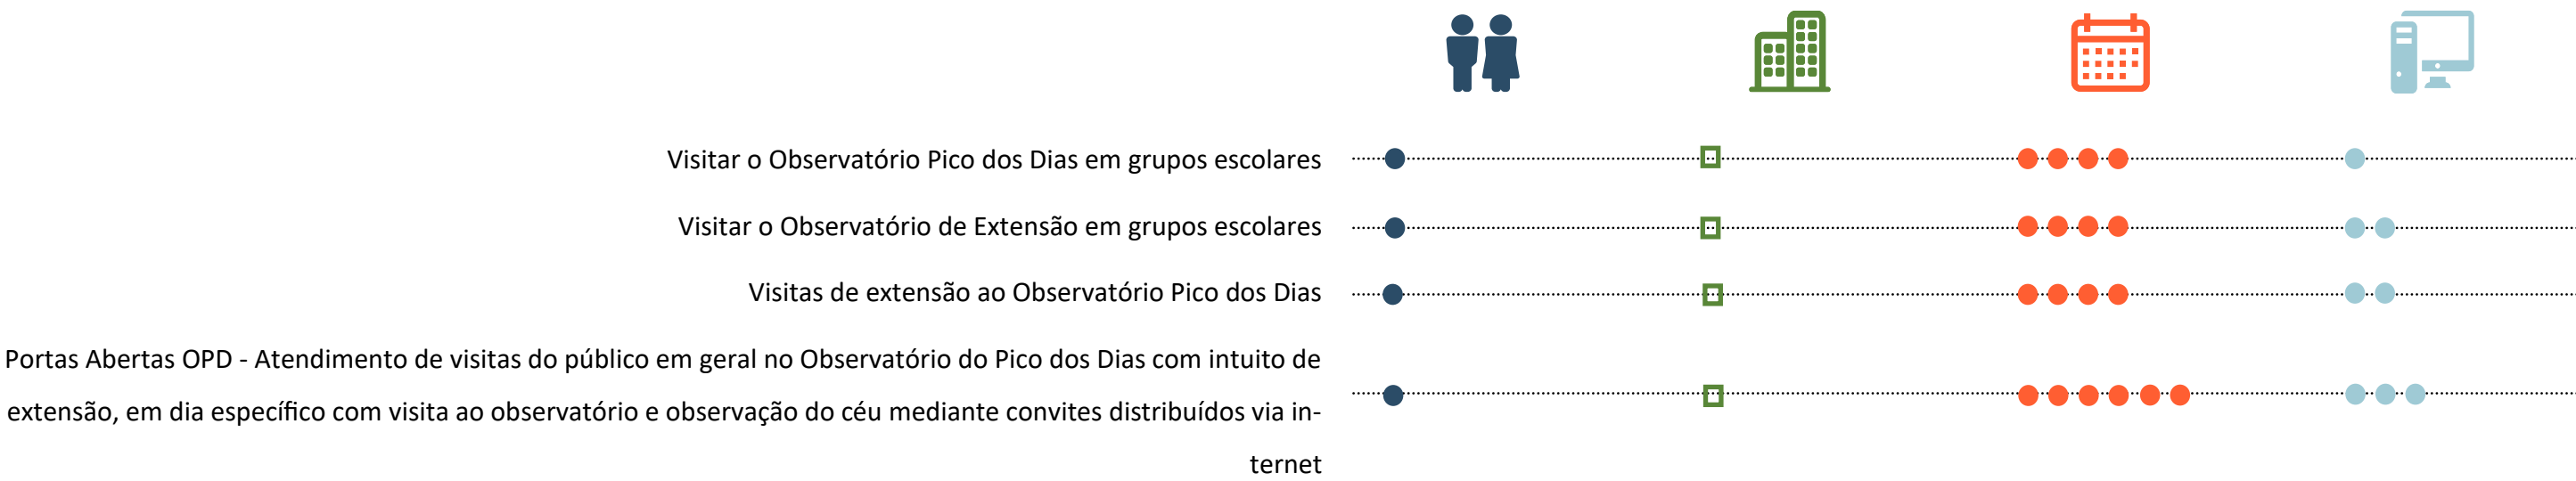 Visitar o Observatório Pico dos Dias em grupos escolares
Visitar o Observatório de Extensão em grupos escolares
Visitas de extensão ao Observatório Pico dos Dias
Portas Abertas OPD - Atendimento de visitas do público em geral no Observatório do Pico dos Dias com intuito de
extensão, em dia específico com visita ao observatório e observação do céu mediante convites distribuídos via in-
ternet